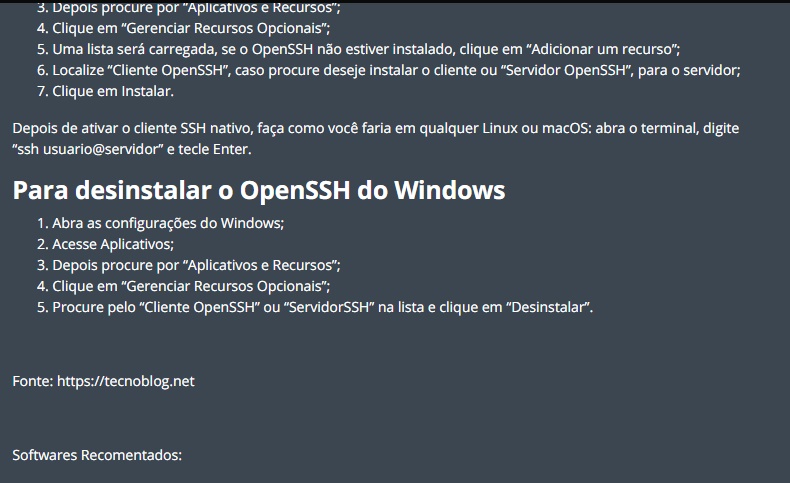 3. Depois procure por “Aplicativos e Recursos”;
4. Clique em “Gerenciar Recursos Opcionais”;
5. Uma lista será carregada, se o OpenSSH não estiver instalado, clique em “Adicionar um recurso”;
6. Localize “Cliente OpenSSH”, caso procure deseje instalar o cliente ou “Servidor OpenSSH”, para o servidor;
7. Clique em Instalar.
Depois de ativar o cliente SSH nativo, faça como você faria em qualquer Linux ou macOS: abra o terminal, digite
“ssh usuario@servidor” e tecle Enter.
Para desinstalar o OpenSSH do Windows
1. Abra as configurações do Windows;
2. Acesse Aplicativos;
3. Depois procure por “Aplicativos e Recursos”;
4. Clique em “Gerenciar Recursos Opcionais”;
5. Procure pelo “Cliente OpenSSH” ou “ServidorSSH” na lista e clique em “Desinstalar”.
Fonte: https://tecnoblog.net
Softwares Recomentados: